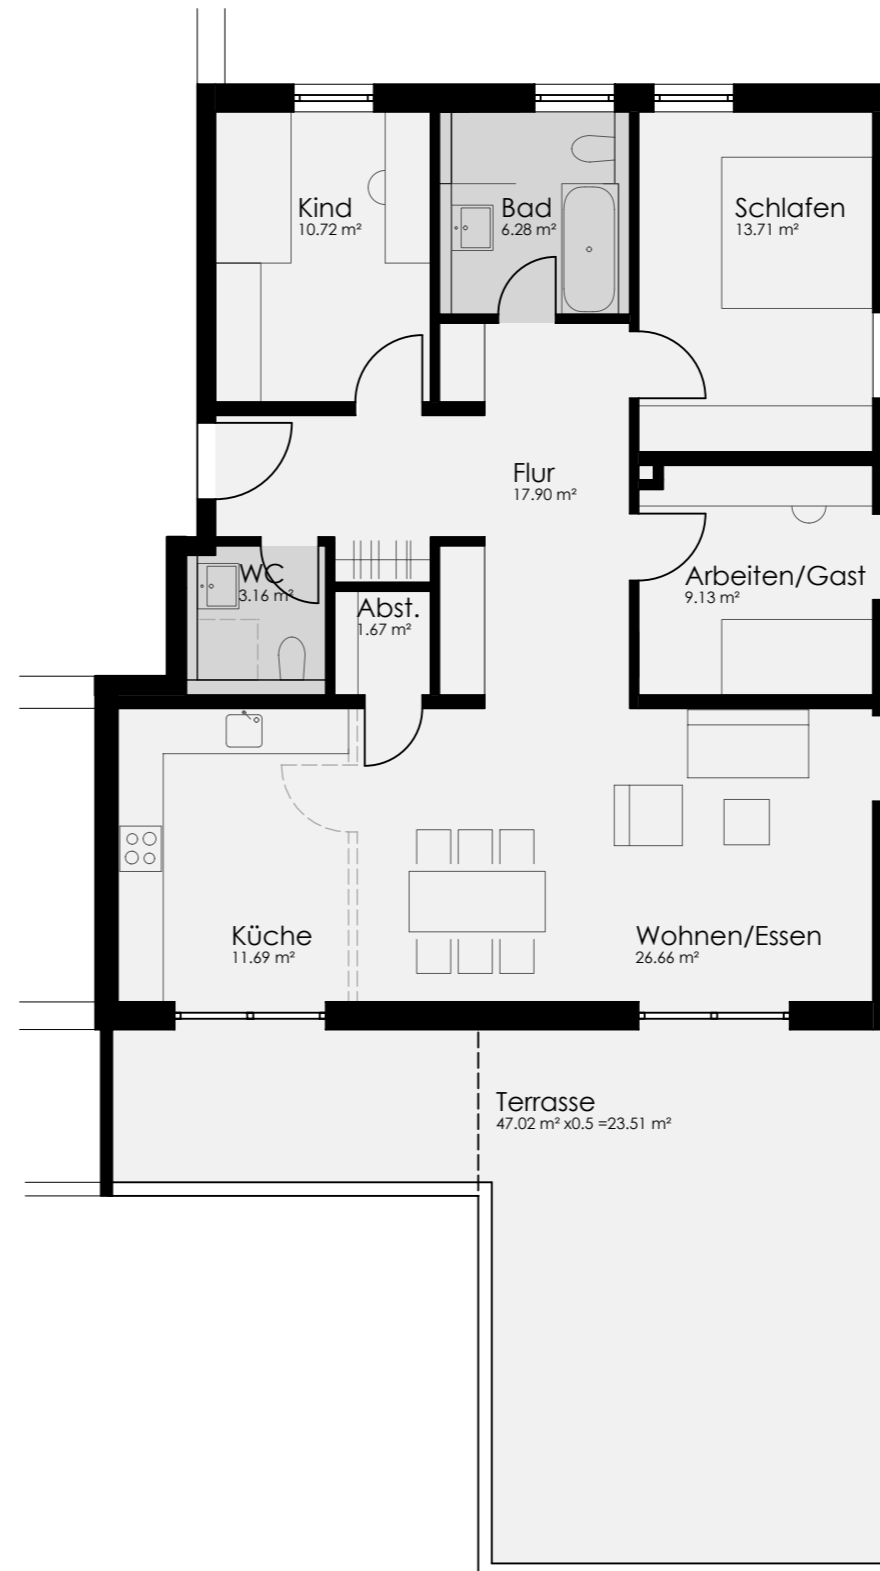 Kind
10.72 m²
Bad
6.28 m²
Schlafen
13.71 m²
Flur
17.90 m²
WC
3.16 m²
Abst.
1.67 m²
Arbeiten/Gast
9.13 m²
Küche
11.69 m²
Wohnen/Essen
26.66 m²
Terrasse
47.02 m² x0.5 =23.51 m²